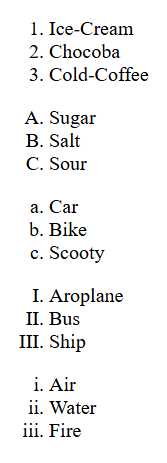 1. Ice-Cream
2. Chocoba
3. Cold-Coffee
A. Sugar
B. Salt
C. Sour
a. Car
b. Bike
c. Scooty
I. Aroplane
II. Bus
III. Ship
i. Air
ii. Water
iii. Fire